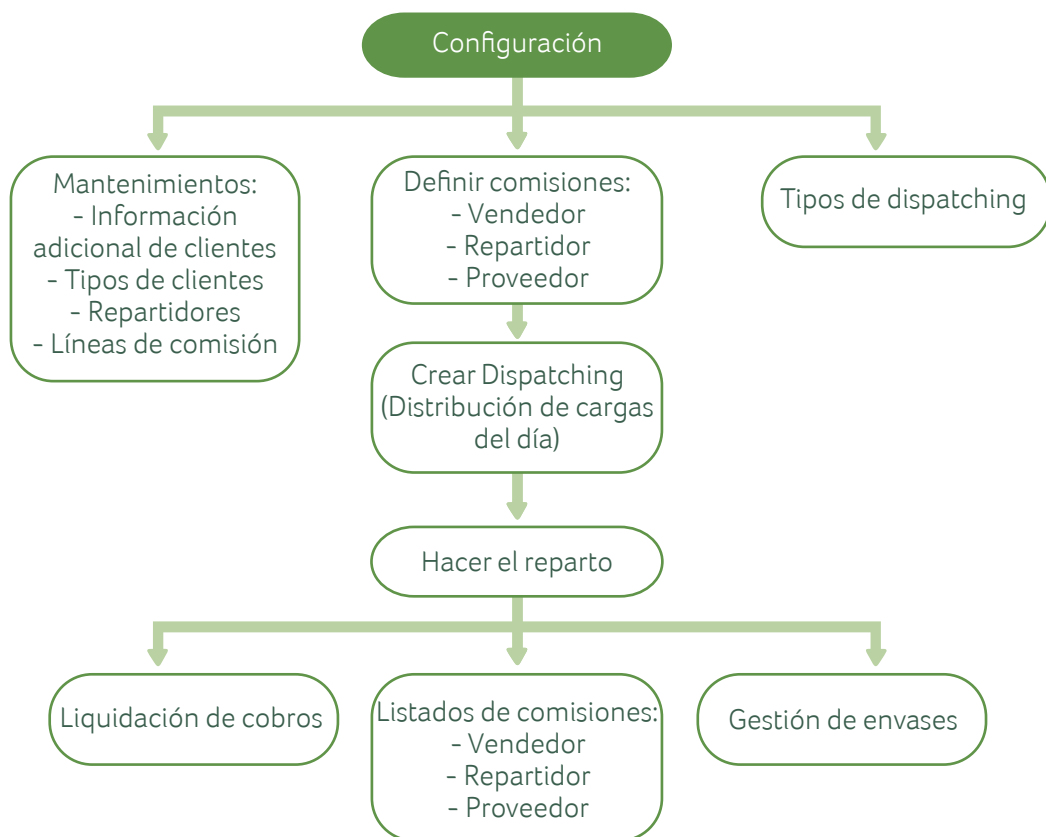 Configuración
Mantenimientos:
- Información
adicional de clientes
- Tipos de clientes
- Repartidores
- Líneas de comisión
Definir comisiones:
- Vendedor
- Repartidor
- Proveedor
Tipos de dispatching
Crear Dispatching
(Distribución de cargas
del día)
Hacer el reparto
Liquidación de cobros
Listados de comisiones:
- Vendedor
- Repartidor
- Proveedor
Gestión de envases